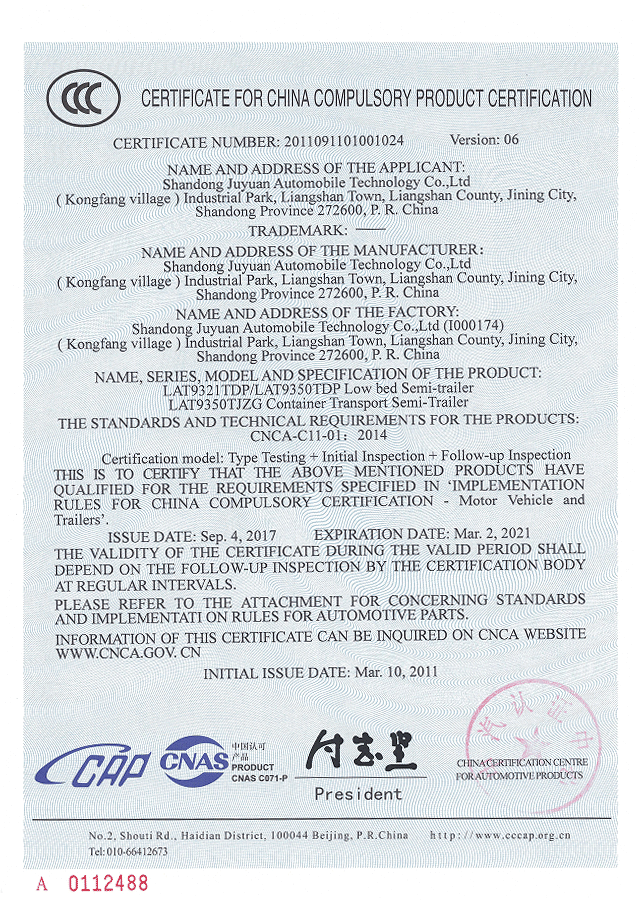 CCC
CERTIFICATE FOR CHINA COMPULSORY PRODUCT CERTIFICATION
CERTIFICATE NUMBER: 2011091101001024 Version: 06
NAME AND ADDRESS OF THE APPLICANT:
Shandong Juyuan Automobile Technology Co.,Ltd
( Kongfang village ) Industrial Park, Liangshan Town, Liangshan County, Jining City,
Shandong Province 272600, P. R. China
TRADEMARK: ——
NAME AND ADDRESS OF THE MANUFACTURER:
Shandong Juyuan Automobile Technology Co.,Ltd
( Kongfang village ) Industrial Park, Liangshan Town, Liangshan County, Jining City,
Shandong Province 272600, P. R. China
NAME AND ADDRESS OF THE FACTORY:
Shandong Juyuan Automobile Technology Co.,Ltd (I000174)
( Kongfang village ) Industrial Park, Liangshan Town, Liangshan County, Jining City,
Shandong Province 272600, P. R. China
NAME, SERIES, MODEL AND SPECIFICATION OF THE PRODUCT:
LAT9321TDP/LAT9350TDP Low bed Semi-trailer
LAT9350TJZG Container Transport Semi-Trailer
THE STANDARDS AND TECHNICAL REQUIREMENTS FOR THE PRODUCTS:
CNCA-C11-01: 2014
Certification model: Type Testing + Initial Inspection + Follow-up Inspection
THIS IS TO CERTIFY THAT THE ABOVE MENTIONED PRODUCTS HAVE
QUALIFIED FOR THE REQUIREMENTS SPECIFIED IN ‘IMPLEMENTATION
RULES FOR CHINA COMPULSORY CERTIFICATION - Motor Vehicle and
Trailers’.
ISSUE DATE: Sep. 4, 2017 EXPIRATION DATE: Mar. 2, 2021
THE VALIDITY OF THE CERTIFICATE DURING THE VALID PERIOD SHALL
DEPEND ON THE FOLLOW-UP INSPECTION BY THE CERTIFICATION BODY
AT REGULAR INTERVALS.
PLEASE REFER TO THE ATTACHMENT FOR CONCERNING STANDARDS
AND IMPLEMENTATI ON RULES FOR AUTOMOTIVE PARTS.
INFORMATION OF THIS CERTIFICATE CAN BE INQUIRED ON CNCA WEBSITE
WWW.CNCA.GOV. CN
INITIAL ISSUE DATE: Mar. 10, 2011
CCAP
CNAS
中国认可
产品
PRODUCT
CNAS C071-P
付志坚
President
汽认证中
CHINA CERTIFICATION CENTRE
FOR AUTOMOTIVE PRODUCTS
No.2, Shouti Rd., Haidian District, 100044 Beijing, P.R.China http://www.cccap.org.cn
Tel:010-66412673
A 0112488